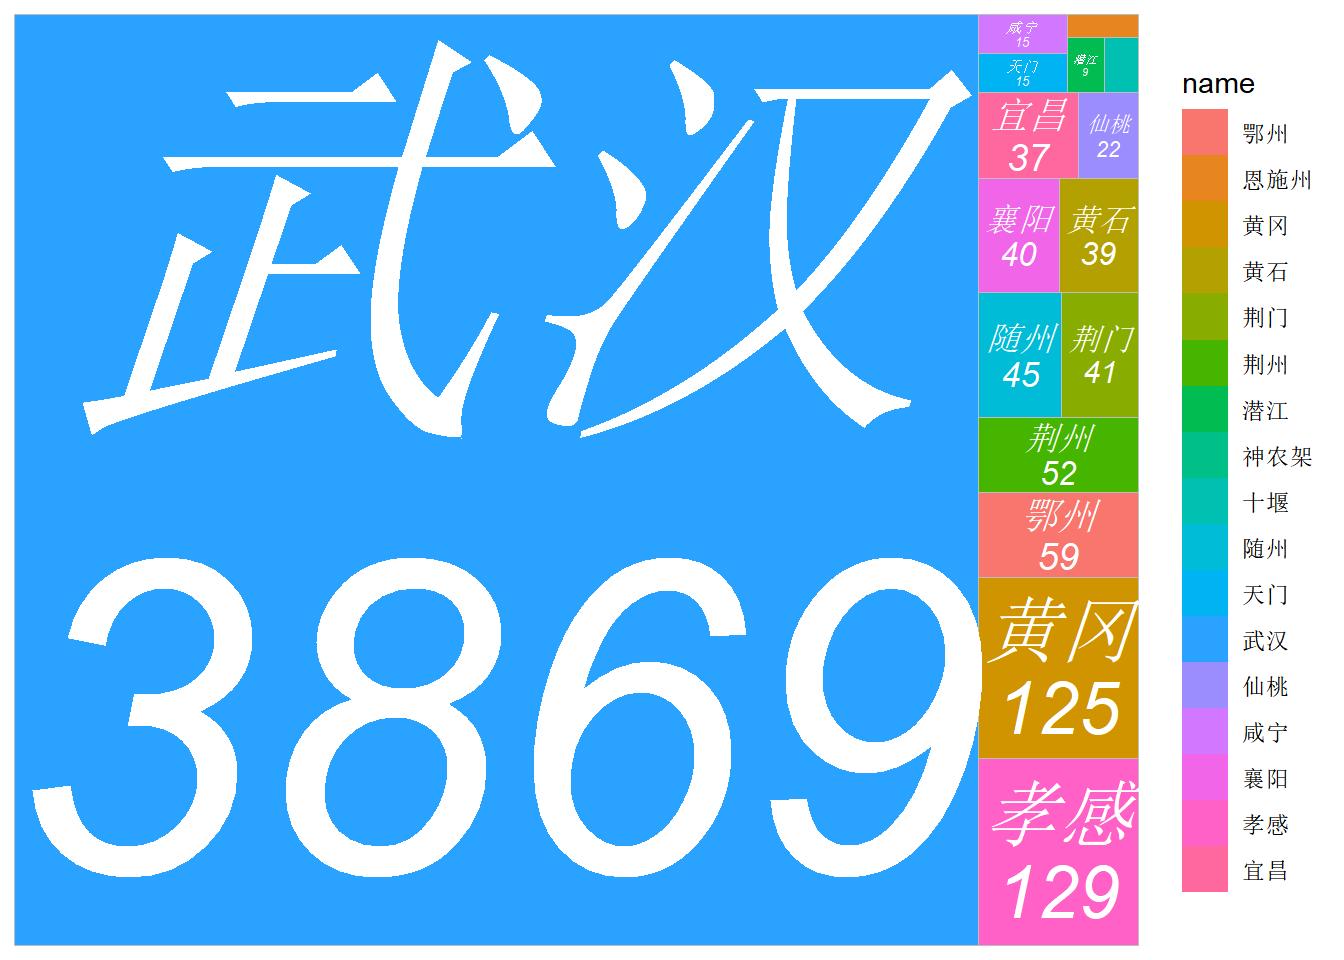 武汉
3869
咸宁
15
天门
15
潜江
9
宜昌
37
仙桃
22
襄阳
40
黄石
39
随州
45
荆门
41
荆州
52
鄂州
59
黄冈
125
孝感
129
name
鄂州
恩施州
黄冈
黄石
荆门
荆州
潜江
神农架
十堰
随州
天门
武汉
仙桃
咸宁
襄阳
孝感
宜昌